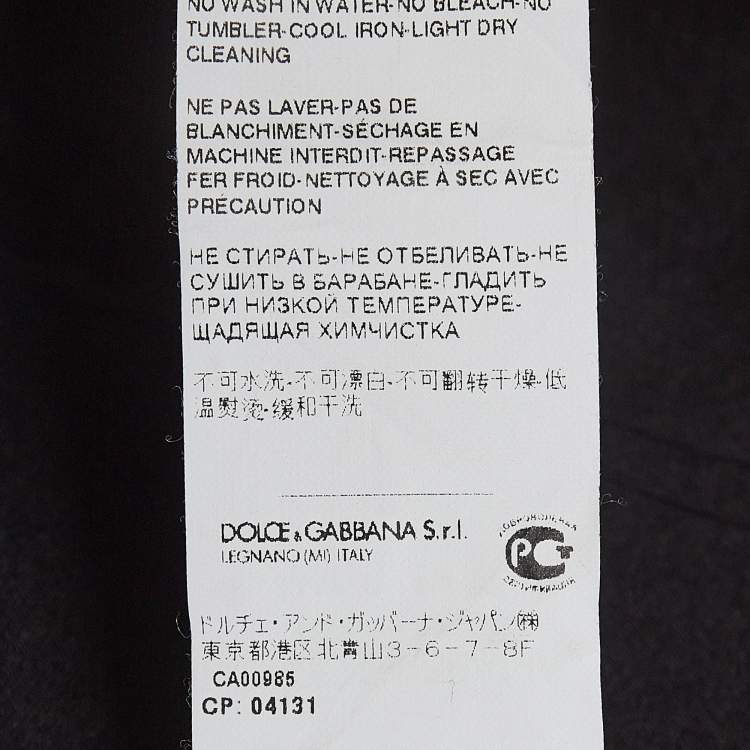 NO WASH IN WATER-NO BLEACH-NO
TUMBLER-COOL IRON-LIGHT DRY
CLEANING
NE PAS LAVER-PAS DE
BLANCHIMENT-SÉCHAGE EN
MACHINE INTERDIT-REPASSAGE
FER FROID-NETTOYAGE À SEC AVEC
PRÉCAUTION
НЕ СТИРАТЬ-НЕ ОТБЕЛИВАТЬ-НЕ
СУШИТЬ В БАРАБАНЕ-ГЛАДИТЬ
ПРИ НИЗКОЙ ТЕМПЕРАТУРЕ-
ЩАДЯЩАЯ ХИМЧИСТКА
不可水洗-不可漂白-不可翻转干燥-低
温熨烫-缓和干洗
DOLCE & GABBANA S.r.l.
LEGNANO (MI) ITALY
ДОБРОВОЛЬНАЯ
РСТ
СЕРТИФИКАЦИЯ
ドルチェ・アンド・ガッバーナ・ジャパン㈱
東京都港区北青山3-6-7-8F
CA00985
CP: 04131